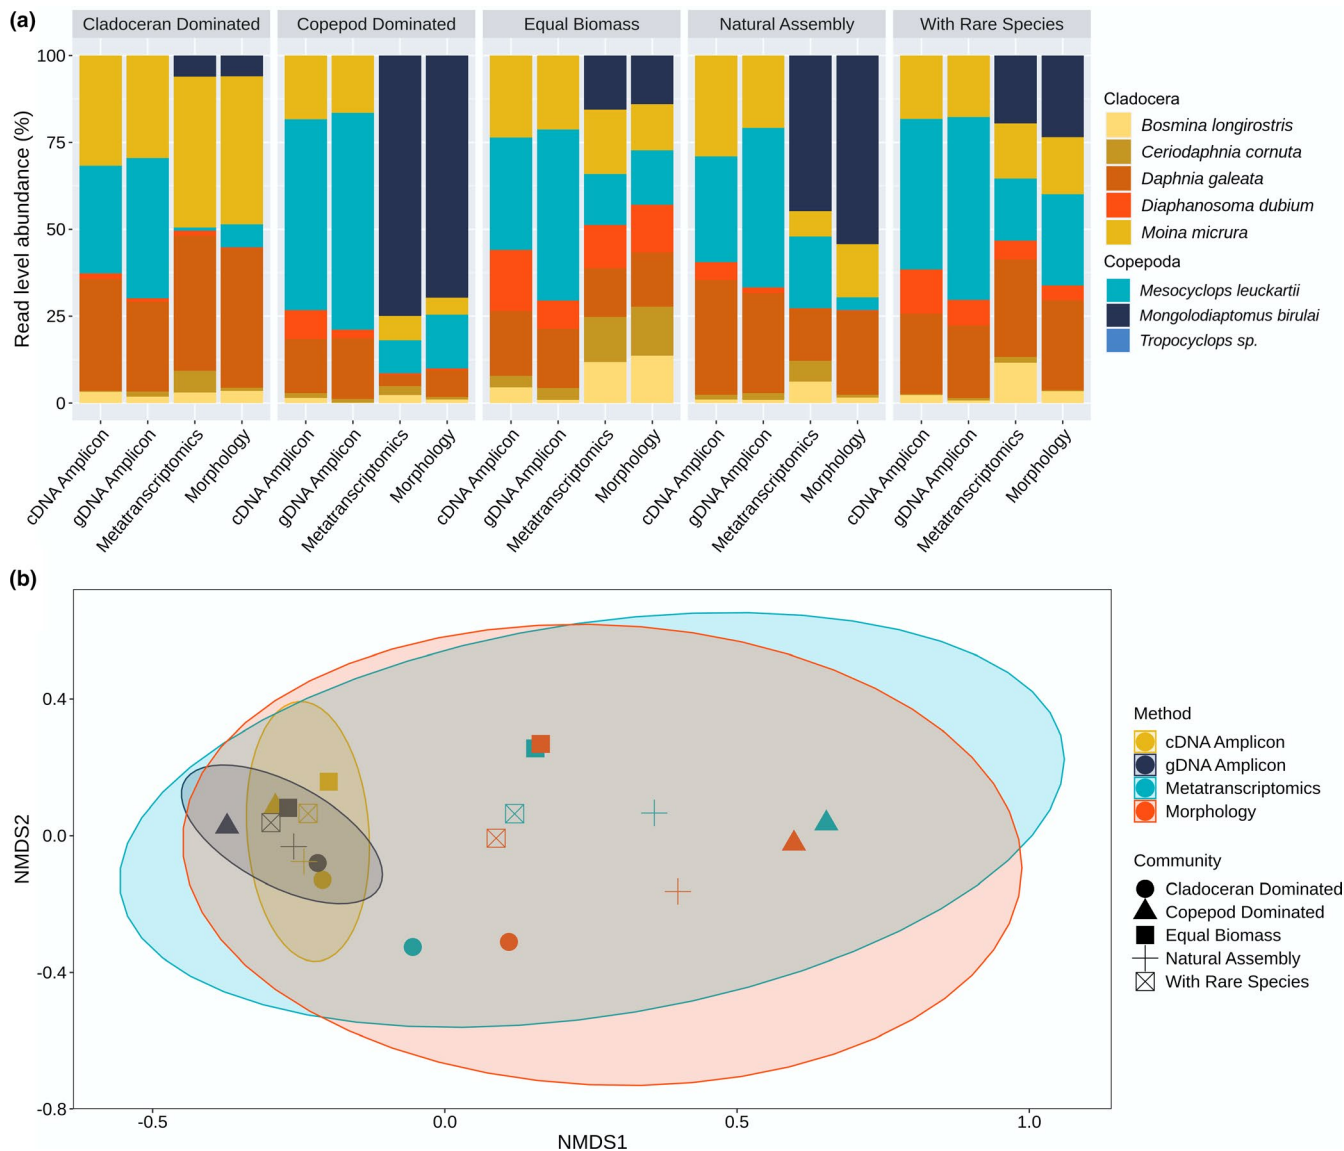 (a)
Cladoceran Dominated
Copepod Dominated
Equal Biomass
Natural Assembly
With Rare Species
Read level abundance (%)
100
75
50
25
0
cDNA Amplicon
gDNA Amplicon
Metatranscriptomics
Morphology
cDNA Amplicon
gDNA Amplicon
Metatranscriptomics
Morphology
cDNA Amplicon
gDNA Amplicon
Metatranscriptomics
Morphology
cDNA Amplicon
gDNA Amplicon
Metatranscriptomics
Morphology
cDNA Amplicon
gDNA Amplicon
Metatranscriptomics
Morphology
Cladocera
Bosmina longirostris
Ceriodaphnia cornuta
Daphnia galeata
Diaphanosoma dubium
Moina micrura
Copepoda
Mesocyclops leuckartii
Mongolodiaptomus birulai
Tropocyclops sp.
(b)
NMDS2
0.4
0.0
-0.4
-0.8
-0.5
0.0
0.5
1.0
NMDS1
Method
cDNA Amplicon
gDNA Amplicon
Metatranscriptomics
Morphology
Community
Cladoceran Dominated
Copepod Dominated
Equal Biomass
Natural Assembly
With Rare Species